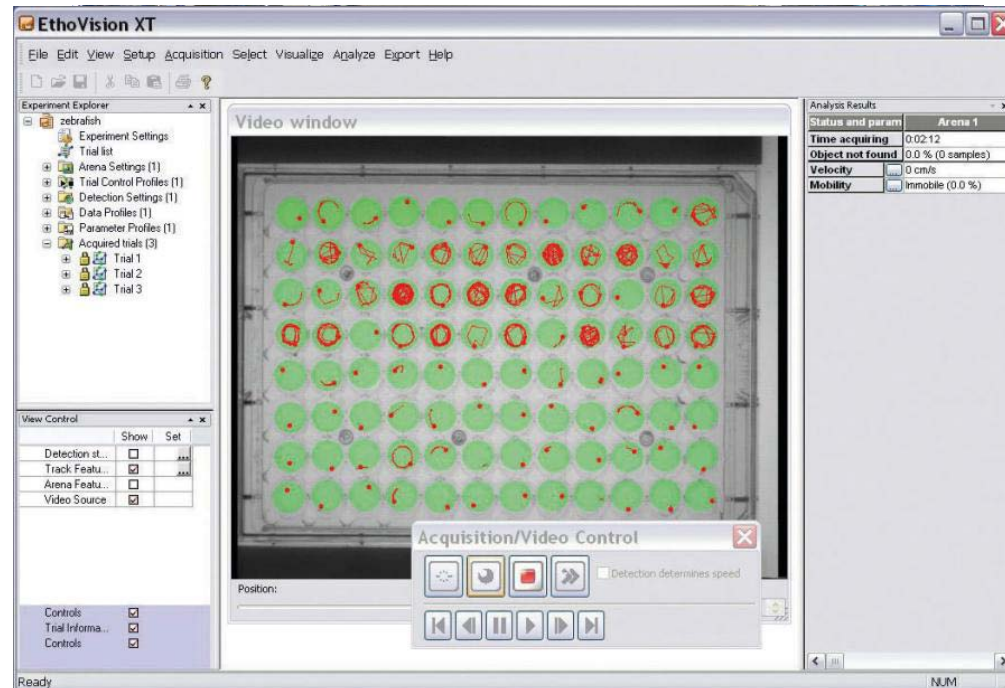 EthoVision XT
File Edit View Setup Acquisition Select Visualize Analyze Export Help
Experiment Explorer
zebrafish
Experiment Settings
Trial list
Arena Settings (1)
Trial Control Profiles (1)
Detection Settings (1)
Data Profiles (1)
Parameter Profiles (1)
Acquired trials (3)
Trial 1
Trial 2
Trial 3
View Control
Show Set
Detection st... ...
Track Featu... ...
Arena Featu...
Video Source
Controls
Trial Informa...
Controls
Video window
Position:
Acquisition/Video Control
Detection determines speed
Analysis Results
Status and param Arena 1
Time acquiring 0:02:12
Object not found 0.0 % (0 samples)
Velocity ... 0 cm/s
Mobility ... Immobile (0.0 %)
Ready NUM